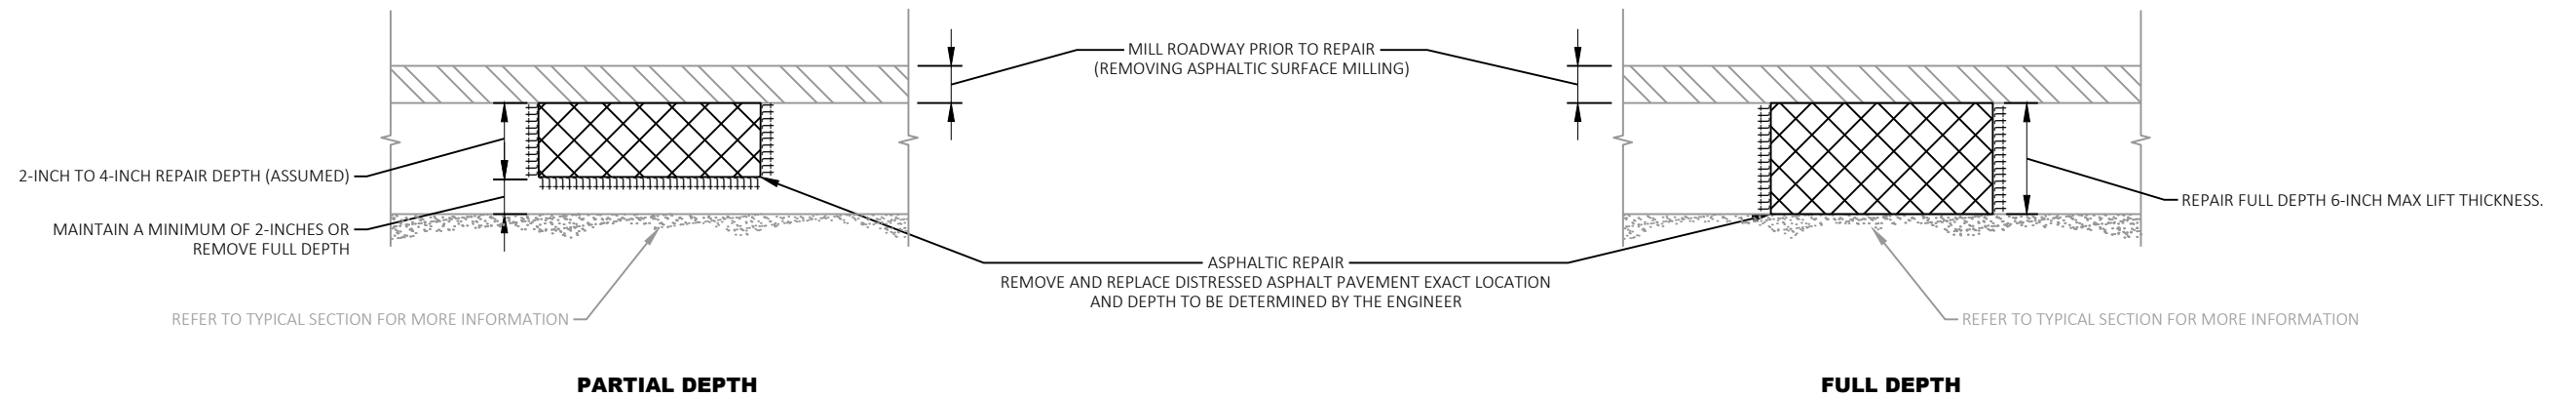 MILL ROADWAY PRIOR TO REPAIR
(REMOVING ASPHALTIC SURFACE MILLING)
2-INCH TO 4-INCH REPAIR DEPTH (ASSUMED)
MAINTAIN A MINIMUM OF 2-INCHES OR
REMOVE FULL DEPTH
REPAIR FULL DEPTH 6-INCH MAX LIFT THICKNESS.
ASPHALTIC REPAIR
REMOVE AND REPLACE DISTRESSED ASPHALT PAVEMENT EXACT LOCATION
AND DEPTH TO BE DETERMINED BY THE ENGINEER
REFER TO TYPICAL SECTION FOR MORE INFORMATION
REFER TO TYPICAL SECTION FOR MORE INFORMATION
PARTIAL DEPTH
FULL DEPTH